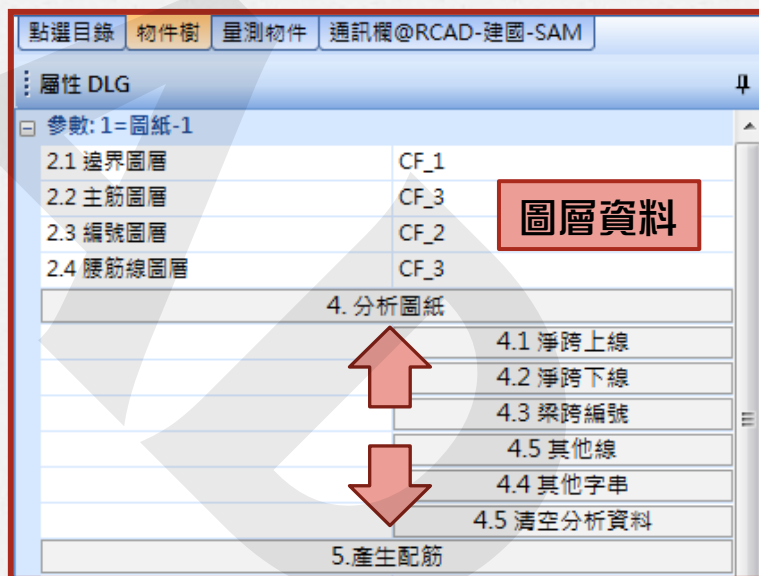 點選目錄 物件樹 量測物件 通訊欄@RCAD-建國-SAM
屬性 DLG
參數: 1=圖紙-1
2.1 邊界圖層 CF_1
2.2 主筋圖層 CF_3
2.3 編號圖層 CF_2
2.4 腰筋線圖層 CF_3
圖層資料
4. 分析圖紙
4.1 淨跨上線
4.2 淨跨下線
4.3 梁跨編號
4.5 其他線
4.4 其他字串
4.5 清空分析資料
5.產生配筋